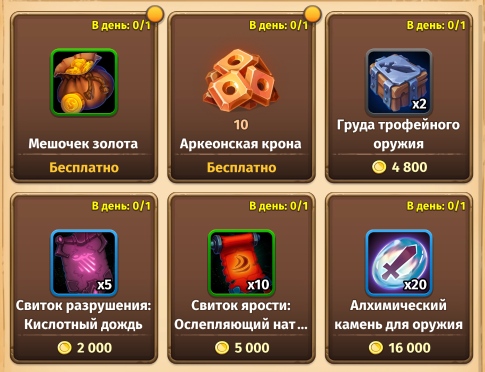 В день: 0/1
Мешочек золота
Бесплатно
В день: 0/1
10
Аркеонская крона
Бесплатно
В день: 0/1
x2
Груда трофейного
оружия
4 800
В день: 0/1
x5
Свиток разрушения:
Кислотный дождь
2 000
В день: 0/1
x10
Свиток ярости:
Ослепляющий нат...
5 000
В день: 0/1
x20
Алхимический
камень для оружия
16 000